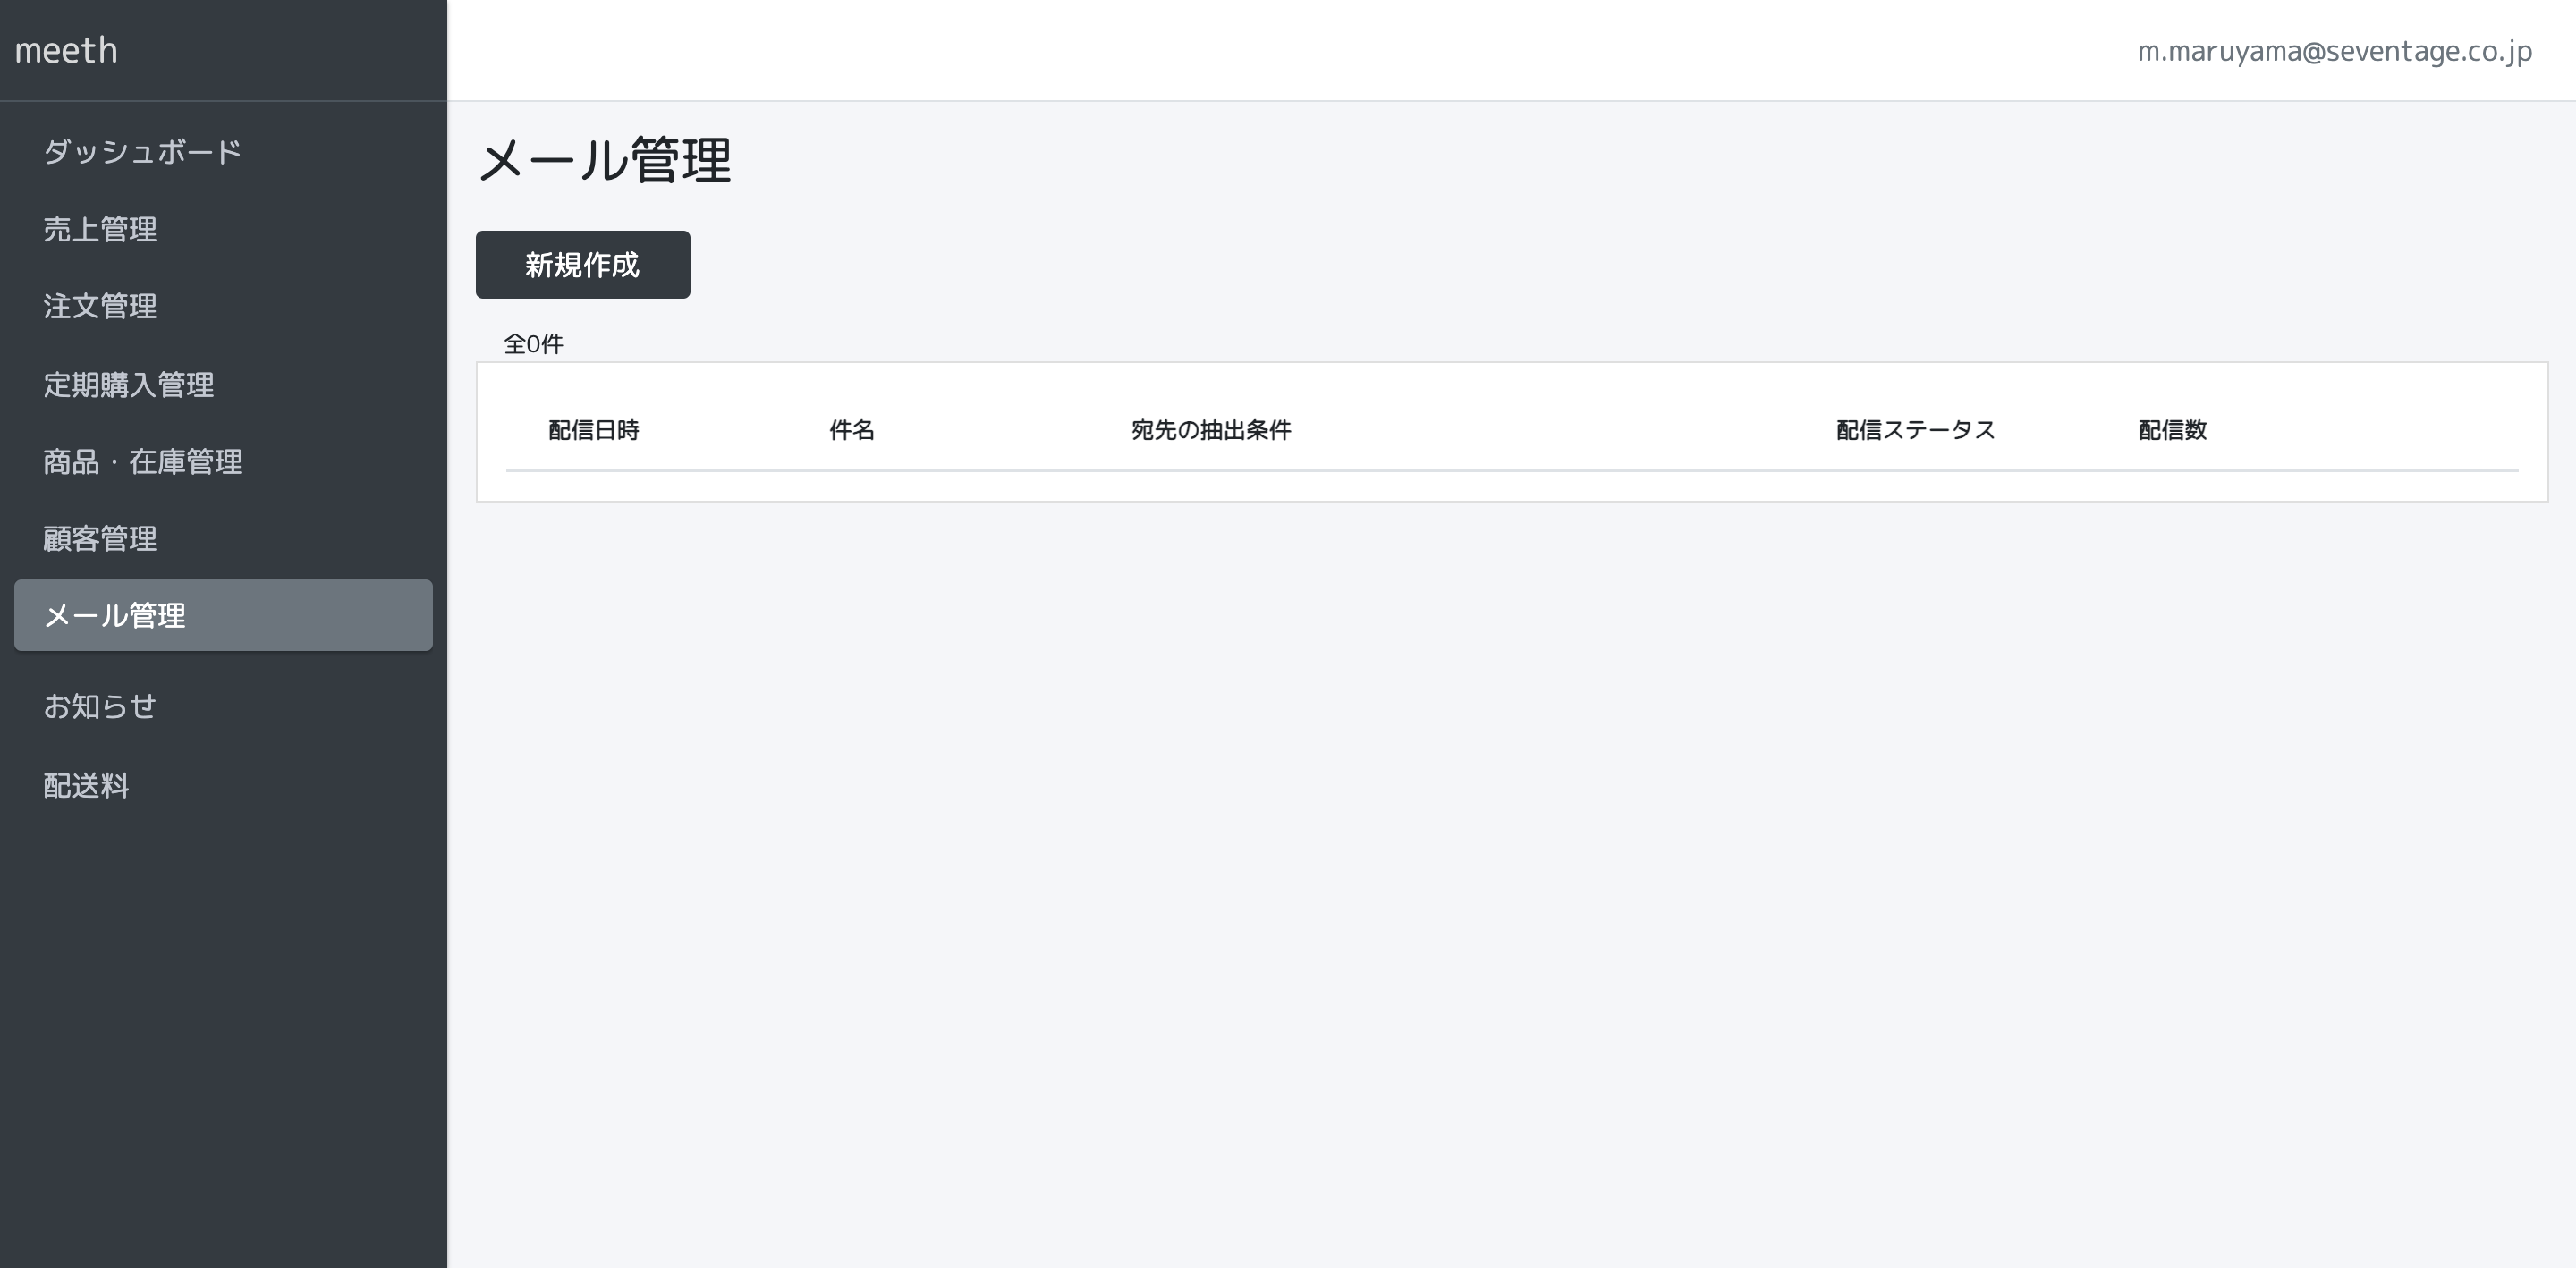 meeth
m.maruyama@seventage.co.jp
ダッシュボード
売上管理
注文管理
定期購入管理
商品・在庫管理
顧客管理
メール管理
お知らせ
配送料
メール管理
新規作成
全0件
配信日時 件名 宛先の抽出条件 配信ステータス 配信数